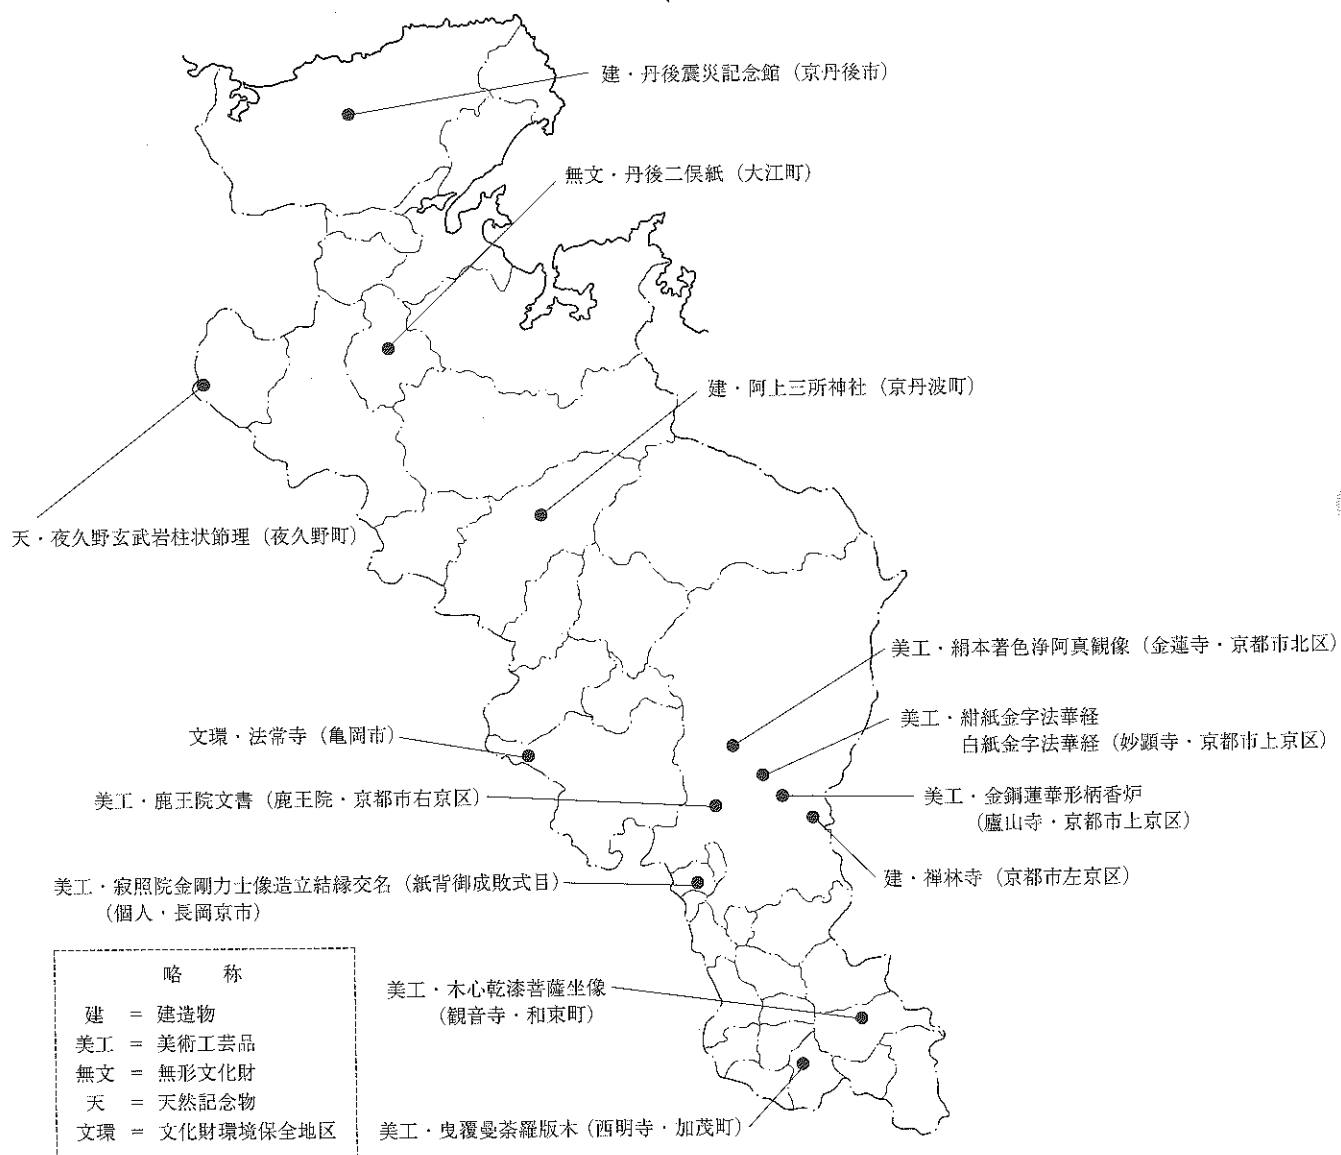 建・丹後震災記念館（京丹後市）
無文・丹後二俣紙（大江町）
建・阿上三所神社（京丹波町）
天・夜久野玄武岩柱状節理（夜久野町）
美工・絹本著色浄阿真観像（金蓮寺・京都市北区）
美工・紺紙金字法華経
白紙金字法華経（妙顕寺・京都市上京区）
文環・法常寺（亀岡市）
美工・鹿王院文書（鹿王院・京都市右京区）
美工・金銅蓮華形柄香炉
（廬山寺・京都市上京区）
建・禅林寺（京都市左京区）
美工・寂照院金剛力士像造立結縁交名（紙背御成敗式目）
（個人・長岡京市）
美工・木心乾漆菩薩坐像
（観音寺・和束町）
美工・曳覆曼荼羅版木（西明寺・加茂町）
略　称
建 ＝ 建造物
美工 ＝ 美術工芸品
無文 ＝ 無形文化財
天 ＝ 天然記念物
文環 ＝ 文化財環境保全地区